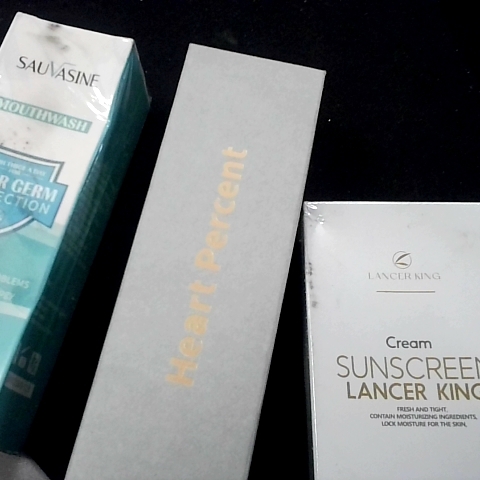 SAUVASINE
MOUTHWASH
R GERM
ECTION
Heart Percent
LANCER KING
Cream
SUNSCREEN
LANCER KING
FRESH AND TIGHT.
CONTAIN MOISTURIZING INGREDIENTS,
LOCK MOISTURE FOR THE SKIN.